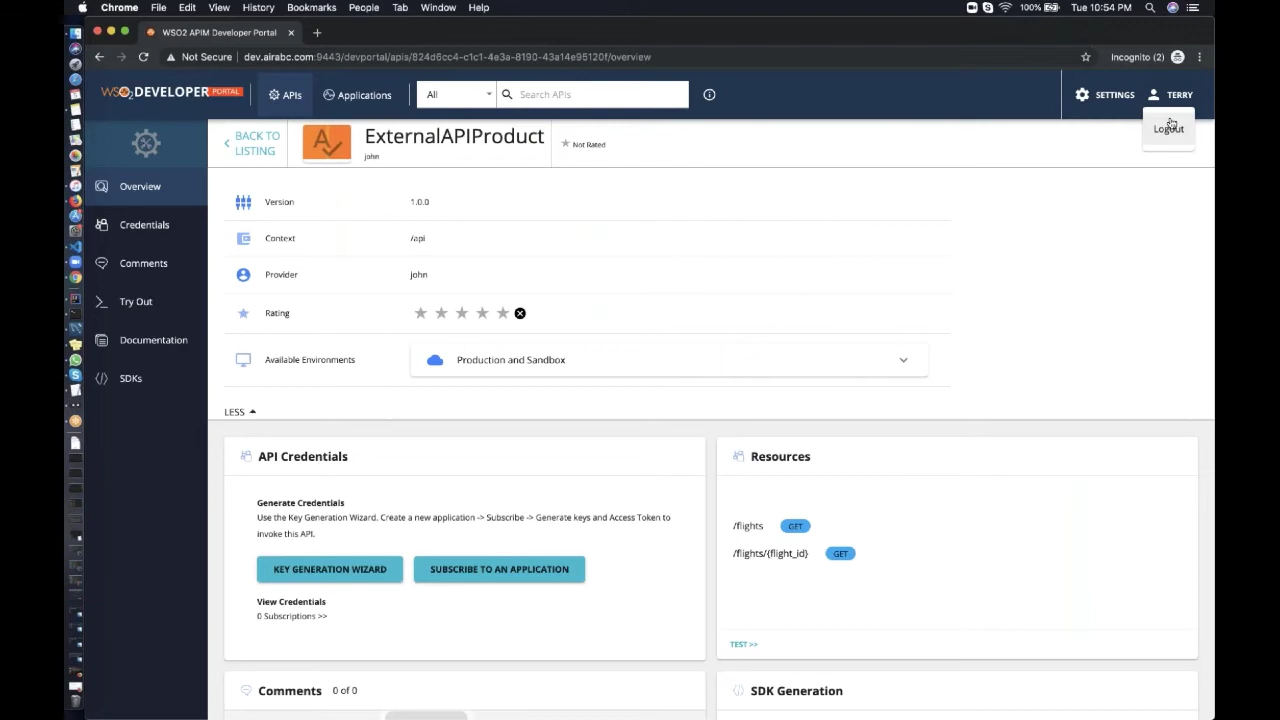 Chrome File Edit View History Bookmarks People Tab Window Help 100% Tue 10:54 PM
WSO2 APIM Developer Portal
Not Secure dev.airabc.com:9443/devportal/apis/824d6cc4-c1c1-4e3a-8190-43a14e95120f/overview Incognito (2)
WSO2DEVELOPER PORTAL APIs Applications All Search APIs SETTINGS TERRY
Logout
BACK TO LISTING
ExternalAPIProduct
john
Not Rated
Overview
Credentials
Comments
Try Out
Documentation
SDKs
Version 1.0.0
Context /api
Provider john
Rating
Available Environments Production and Sandbox
LESS
API Credentials
Generate Credentials
Use the Key Generation Wizard. Create a new application -> Subscribe -> Generate keys and Access Token to
invoke this API.
KEY GENERATION WIZARD SUBSCRIBE TO AN APPLICATION
View Credentials
0 Subscriptions >>
Resources
/flights GET
/flights/{flight_id} GET
TEST >>
Comments 0 of 0
SDK Generation